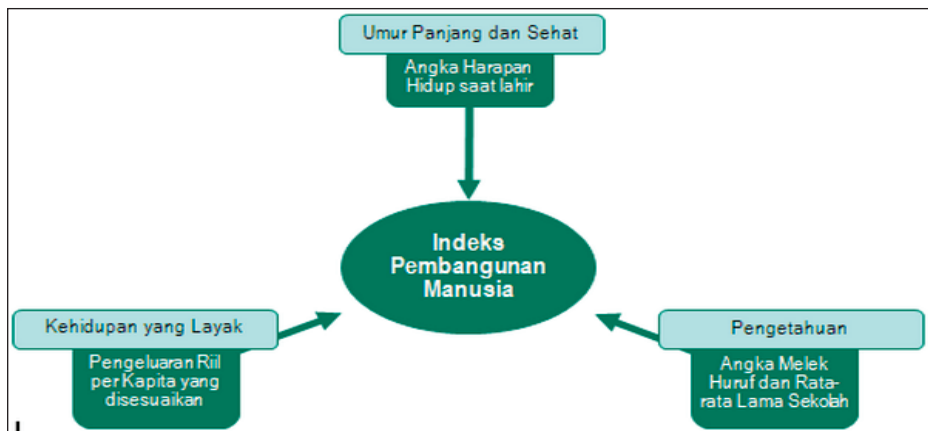 Umur Panjang dan Sehat
Angka Harapan
Hidup saat lahir
Indeks
Pembangunan
Manusia
Kehidupan yang Layak
Pengeluaran Riil
per Kapita yang
disesuaikan
Pengetahuan
Angka Melek
Huruf dan Rata-
rata Lama Sekolah